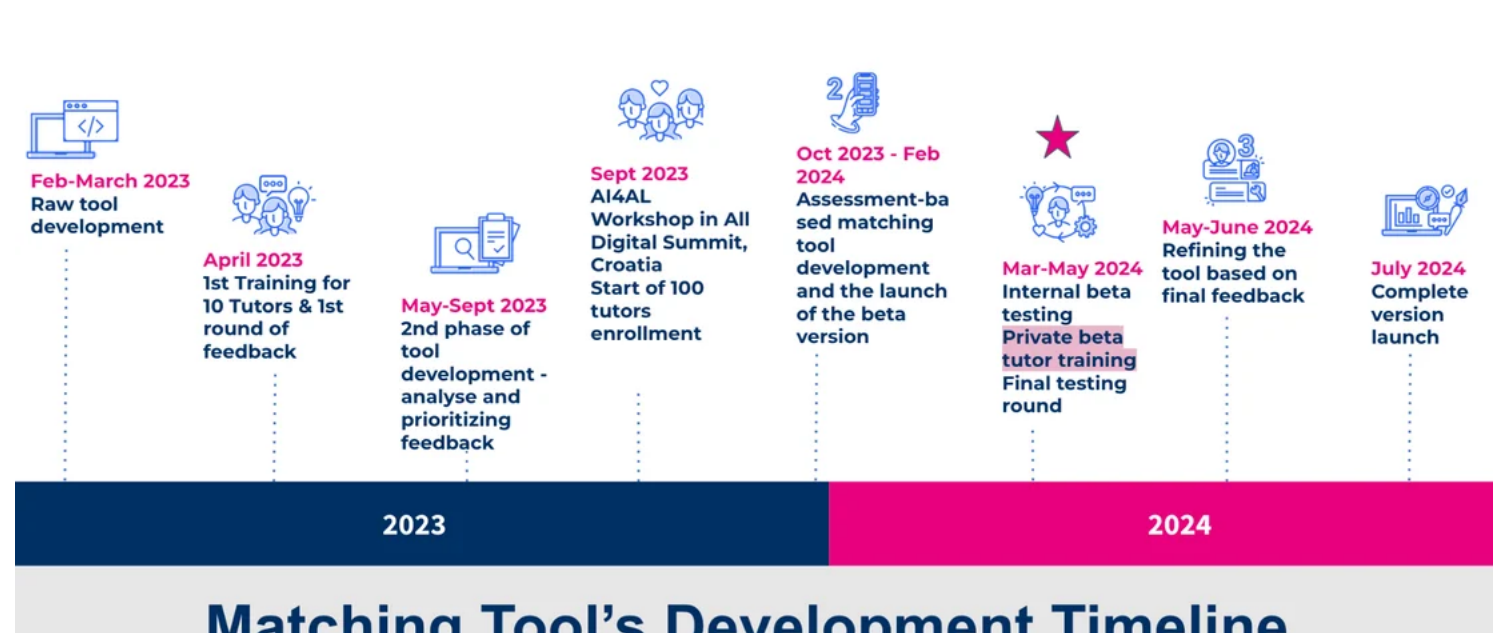 Feb-March 2023
Raw tool
development
April 2023
1st Training for
10 Tutors & 1st
round of
feedback
May-Sept 2023
2nd phase of
tool
development -
analyse and
prioritizing
feedback
Sept 2023
AI4AL
Workshop in All
Digital Summit,
Croatia
Start of 100
tutors
enrollment
2
Oct 2023 - Feb
2024
Assessment-ba
sed matching
tool
development
and the launch
of the beta
version
Mar-May 2024
Internal beta
testing
Private beta
tutor training
Final testing
round
3
May-June 2024
Refining the
tool based on
final feedback
July 2024
Complete
version
launch
2023
2024
Matching Tool's Development Timeline